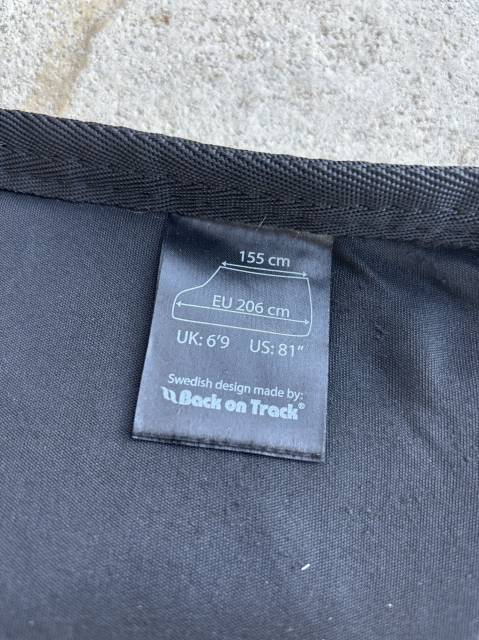 155 cm
EU 206 cm
UK: 6'9 US: 81"
Swedish design made by:
Back on Track®